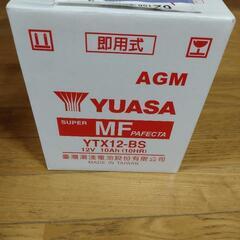 即用式
AGM
YUASA
SUPER MF PAFECTA
YTX12-BS
12V 10Ah (10HR)
臺灣湯淺電池股份有限公司
MADE IN TAIWAN